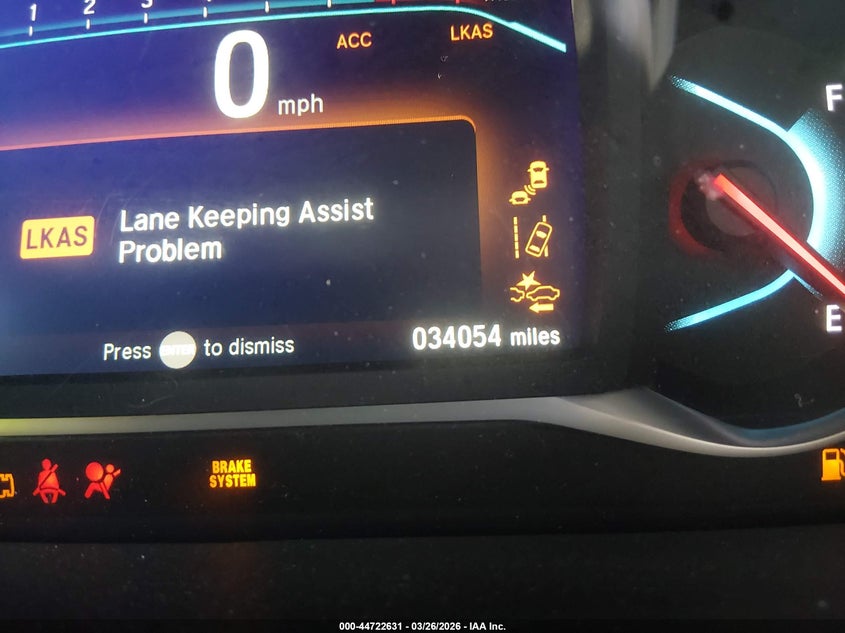 1 2 3
0 mph
ACC
LKAS
F
LKAS
Lane Keeping Assist
Problem
E
Press ENTER to dismiss
034054 miles
BRAKE
SYSTEM
000-44722631 - 03/26/2026 - IAA Inc.